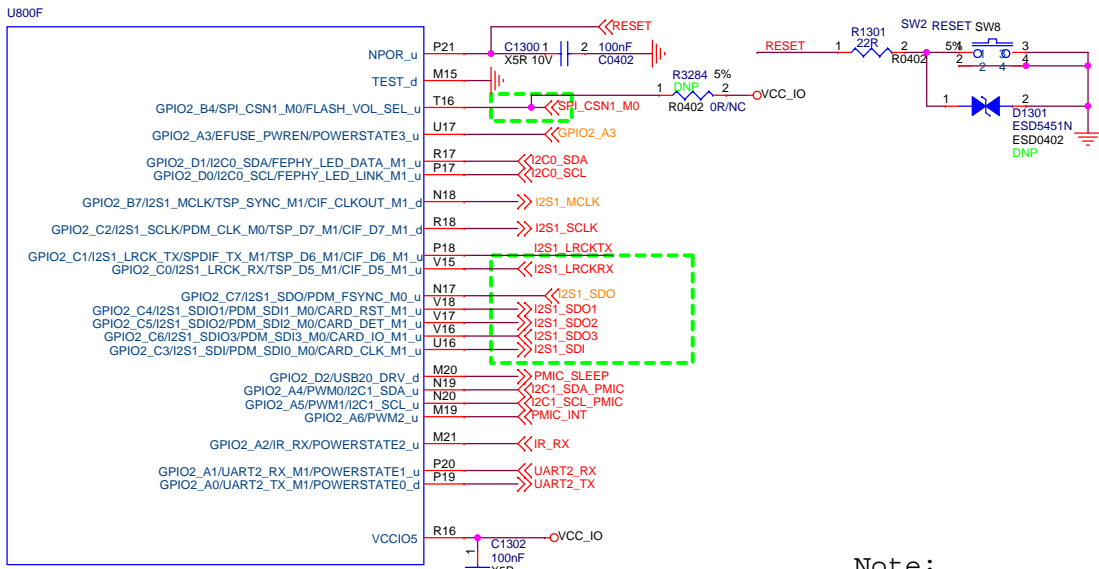 U800F
NPOR_u P21 RESET
C1300 1 2 100nF
X5R 10V C0402
TEST_d M15
GPIO2_B4/SPI_CSN1_M0/FLASH_VOL_SEL_u T16 SPI_CSN1_M0
R3284 5%
DNP
1 2 VCC_IO
R0402 0R/NC
GPIO2_A3/EFUSE_PWREN/POWERSTATE3_u U17 GPIO2_A3
GPIO2_D1/I2C0_SDA/FEPHY_LED_DATA_M1_u R17 I2C0_SDA
GPIO2_D0/I2C0_SCL/FEPHY_LED_LINK_M1_u P17 I2C0_SCL
GPIO2_B7/I2S1_MCLK/TSP_SYNC_M1/CIF_CLKOUT_M1_d N18 I2S1_MCLK
GPIO2_C2/I2S1_SCLK/PDM_CLK_M0/TSP_D7_M1/CIF_D7_M1_d R18 I2S1_SCLK
GPIO2_C1/I2S1_LRCK_TX/SPDIF_TX_M1/TSP_D6_M1/CIF_D6_M1_u P18 I2S1_LRCKTX
GPIO2_C0/I2S1_LRCK_RX/TSP_D5_M1/CIF_D5_M1_u V15 I2S1_LRCKRX
GPIO2_C7/I2S1_SDO/PDM_FSYNC_M0_u N17 I2S1_SDO
GPIO2_C4/I2S1_SDIO1/PDM_SDI1_M0/CARD_RST_M1_u V18 I2S1_SDO1
GPIO2_C5/I2S1_SDIO2/PDM_SDI2_M0/CARD_DET_M1_u V17 I2S1_SDO2
GPIO2_C6/I2S1_SDIO3/PDM_SDI3_M0/CARD_IO_M1_u V16 I2S1_SDO3
GPIO2_C3/I2S1_SDI/PDM_SDI0_M0/CARD_CLK_M1_u U16 I2S1_SDI
GPIO2_D2/USB20_DRV_d M20 PMIC_SLEEP
GPIO2_A4/PWM0/I2C1_SDA_u N19 I2C1_SDA_PMIC
GPIO2_A5/PWM1/I2C1_SCL_u N20 I2C1_SCL_PMIC
GPIO2_A6/PWM2_u M19 PMIC_INT
GPIO2_A2/IR_RX/POWERSTATE2_u M21 IR_RX
GPIO2_A1/UART2_RX_M1/POWERSTATE1_u P20 UART2_RX
GPIO2_A0/UART2_TX_M1/POWERSTATE0_d P19 UART2_TX
VCCIO5 R16 VCC_IO
1 C1302
100nF
X5R
RESET 1 R1301 2
22R 5%
R0402
SW2 RESET SW8
1 3 3
2 2 4 4
1 2
D1301
ESD5451N
ESD0402
DNP
Note: